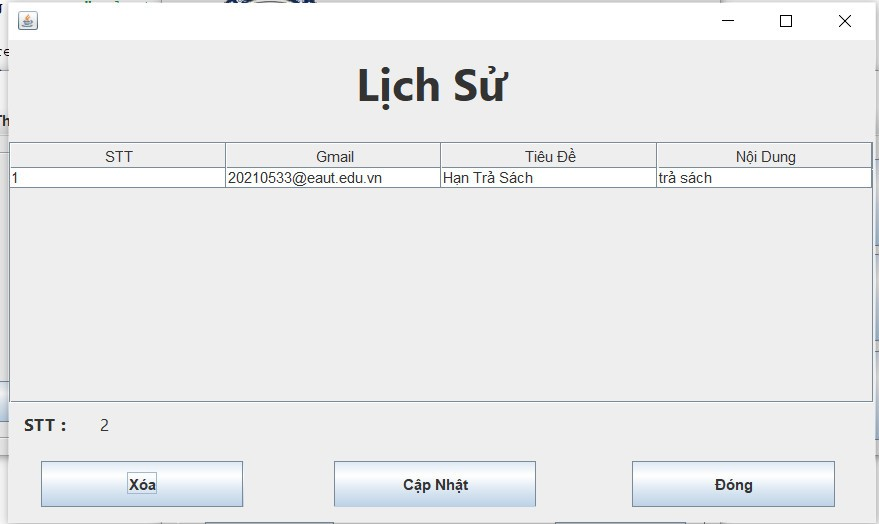 Lịch Sử
STT Gmail Tiêu Đề Nội Dung
1 20210533@eaut.edu.vn Hạn Trả Sách trả sách
STT : 2
Xóa Cập Nhật Đóng